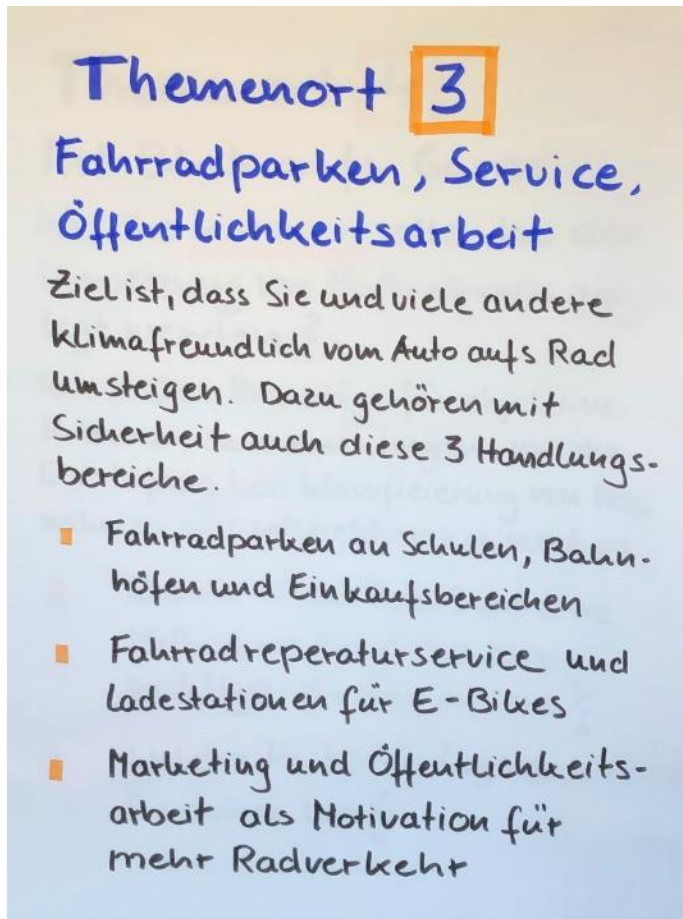 Themenort 3
Fahrradparken, Service,
Öffentlichkeitsarbeit
Ziel ist, dass Sie und viele andere
klimafreundlich vom Auto aufs Rad
umsteigen. Dazu gehören mit
Sicherheit auch diese 3 Handlungs-
bereiche.
Fahrradparken an Schulen, Bahn-
höfen und Einkaufsbereichen
Fahrradreperaturservice und
Ladestationen für E-Bikes
Marketing und Öffentlichkeits-
arbeit als Motivation für
mehr Radverkehr